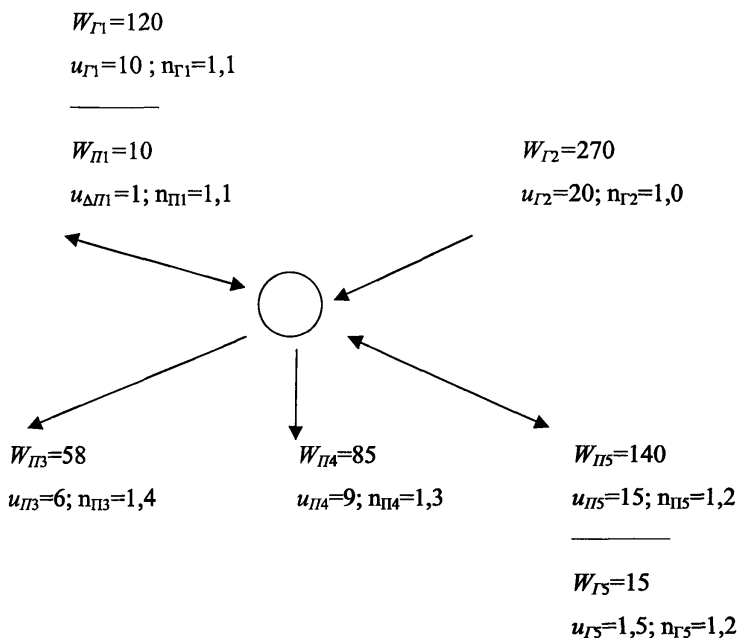 W_Г1=120
u_Г1=10 ; n_Г1=1,1
W_П1=10
u_ΔП1=1; n_П1=1,1
W_Г2=270
u_Г2=20; n_Г2=1,0
W_П3=58
u_П3=6; n_П3=1,4
W_П4=85
u_П4=9; n_П4=1,3
W_П5=140
u_П5=15; n_П5=1,2
W_Г5=15
u_Г5=1,5; n_Г5=1,2